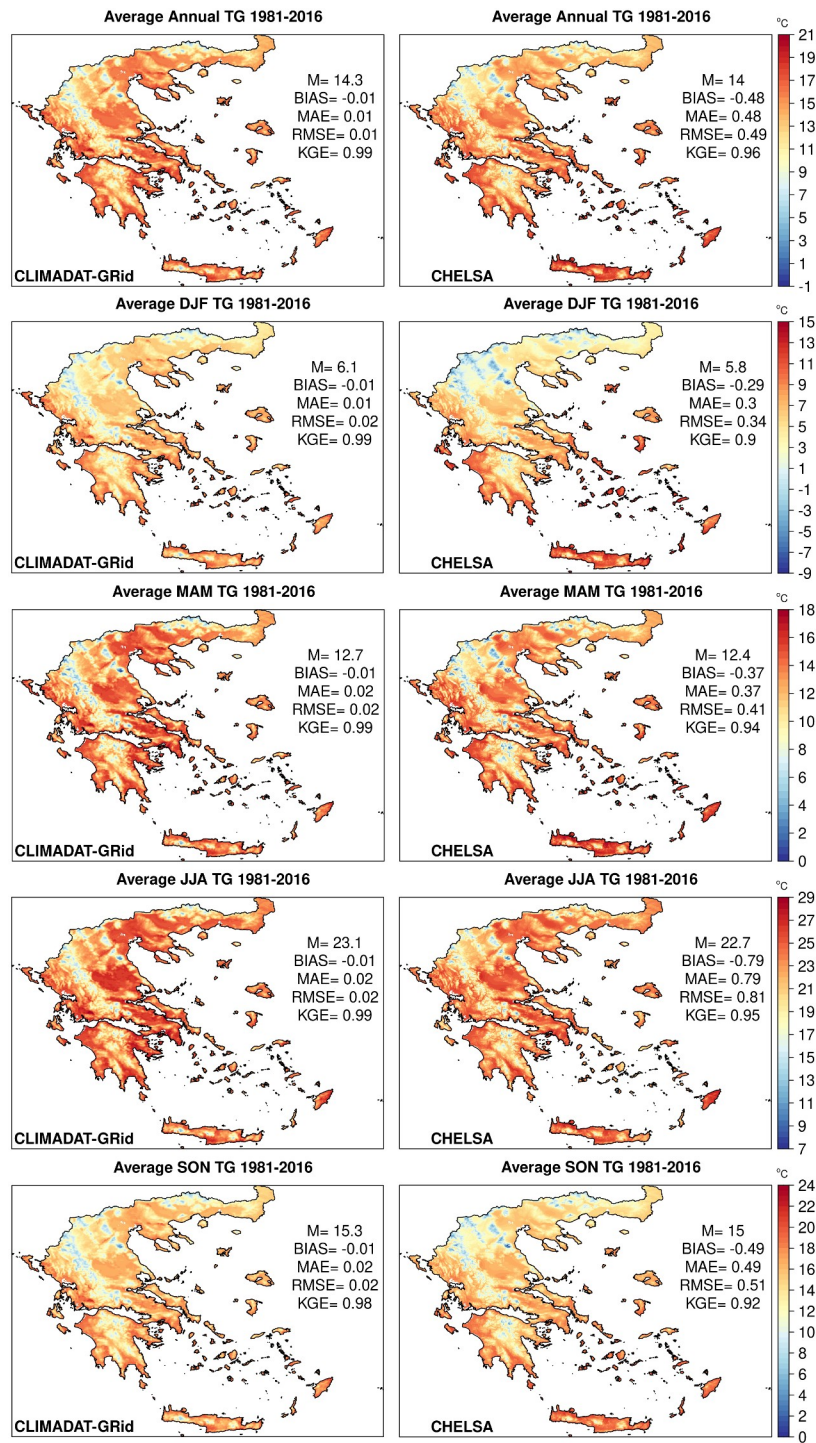 Average Annual TG 1981-2016
M= 14.3
BIAS= -0.01
MAE= 0.01
RMSE= 0.01
KGE= 0.99
CLIMADAT-GRid
Average Annual TG 1981-2016
M= 14
BIAS= -0.48
MAE= 0.48
RMSE= 0.49
KGE= 0.96
CHELSA
°C
21
19
17
15
13
11
9
7
5
3
1
-1
Average DJF TG 1981-2016
M= 6.1
BIAS= -0.01
MAE= 0.01
RMSE= 0.02
KGE= 0.99
CLIMADAT-GRid
Average DJF TG 1981-2016
M= 5.8
BIAS= -0.29
MAE= 0.3
RMSE= 0.34
KGE= 0.9
CHELSA
°C
15
13
11
9
7
5
3
1
-1
-3
-5
-7
-9
Average MAM TG 1981-2016
M= 12.7
BIAS= -0.01
MAE= 0.02
RMSE= 0.02
KGE= 0.99
CLIMADAT-GRid
Average MAM TG 1981-2016
M= 12.4
BIAS= -0.37
MAE= 0.37
RMSE= 0.41
KGE= 0.94
CHELSA
°C
18
16
14
12
10
8
6
4
2
0
Average JJA TG 1981-2016
M= 23.1
BIAS= -0.01
MAE= 0.02
RMSE= 0.02
KGE= 0.99
CLIMADAT-GRid
Average JJA TG 1981-2016
M= 22.7
BIAS= -0.79
MAE= 0.79
RMSE= 0.81
KGE= 0.95
CHELSA
°C
29
27
25
23
21
19
17
15
13
11
9
7
Average SON TG 1981-2016
M= 15.3
BIAS= -0.01
MAE= 0.02
RMSE= 0.02
KGE= 0.98
CLIMADAT-GRid
Average SON TG 1981-2016
M= 15
BIAS= -0.49
MAE= 0.49
RMSE= 0.51
KGE= 0.92
CHELSA
°C
24
22
20
18
16
14
12
10
8
6
4
2
0